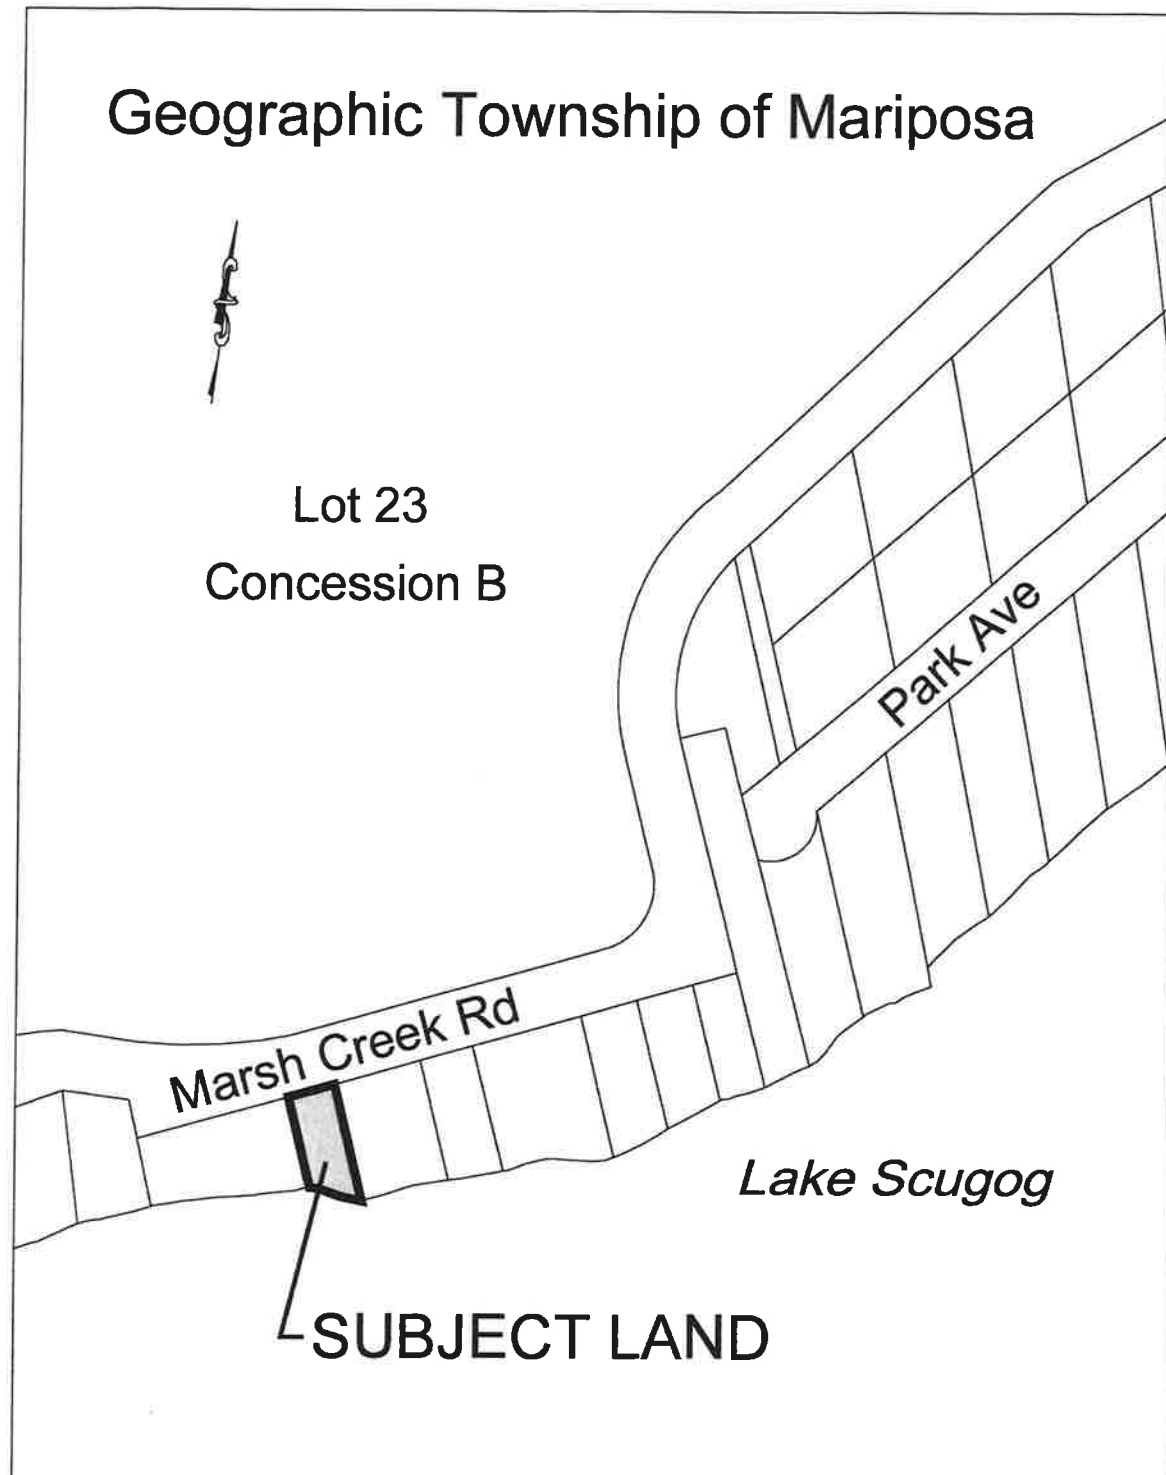 Geographic Township of Mariposa
Lot 23
Concession B
Park Ave
Marsh Creek Rd
Lake Scugog
SUBJECT LAND